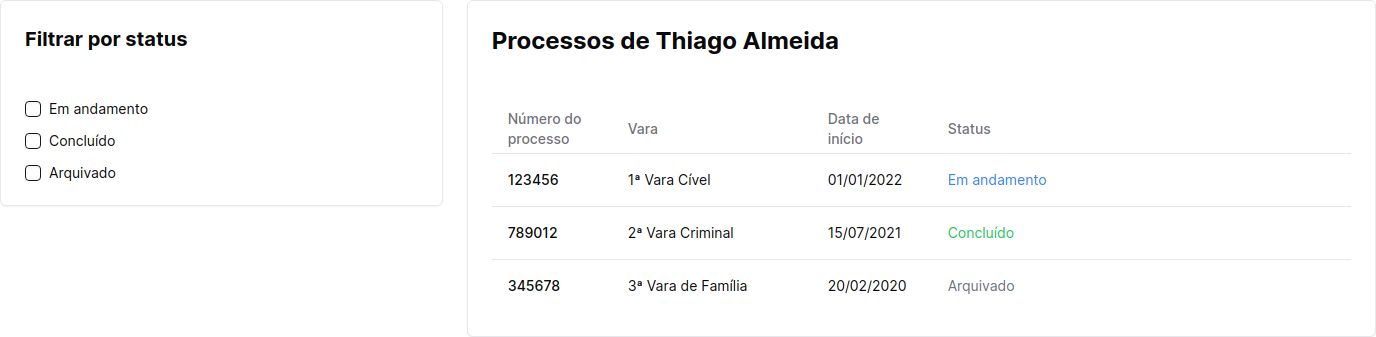 Filtrar por status
Em andamento
Concluído
Arquivado
Processos de Thiago Almeida
Número do processo Vara Data de início Status
123456 1ª Vara Cível 01/01/2022 Em andamento
789012 2ª Vara Criminal 15/07/2021 Concluído
345678 3ª Vara de Família 20/02/2020 Arquivado